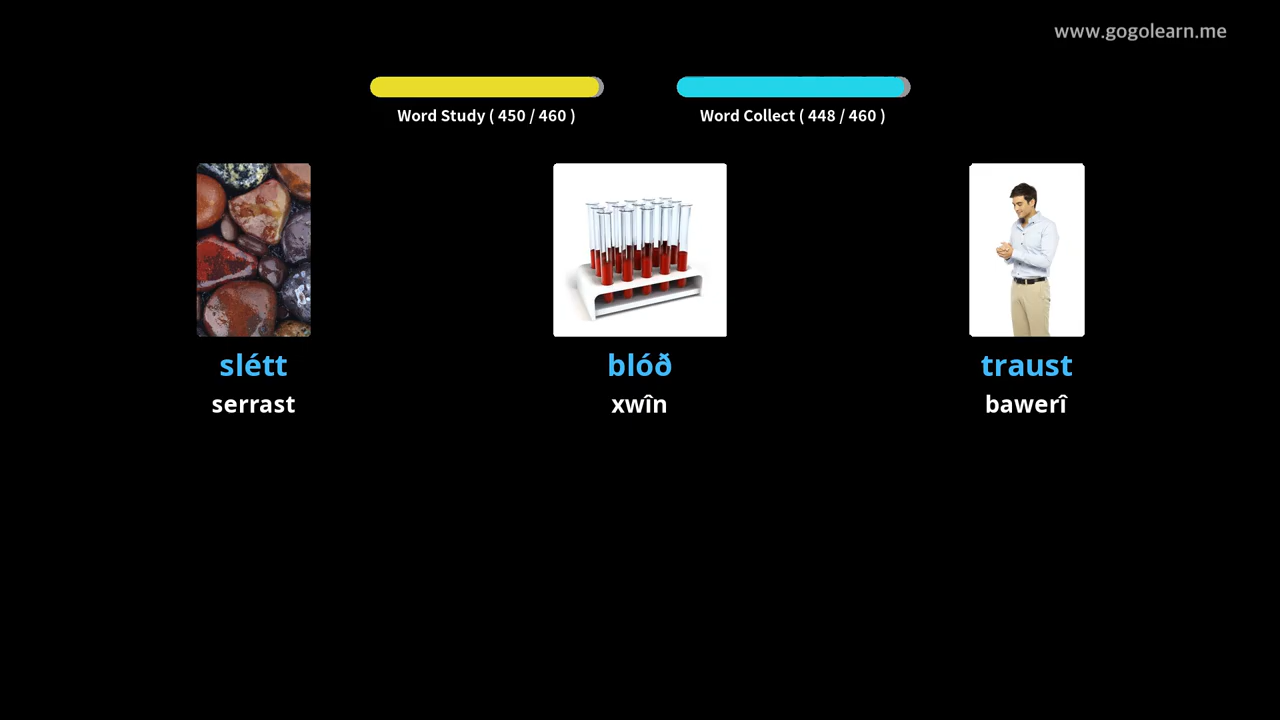 www.gogolearn.me
Word Study ( 450 / 460 )
Word Collect ( 448 / 460 )
slétt
blóð
traust
serrast
xwîn
bawerî